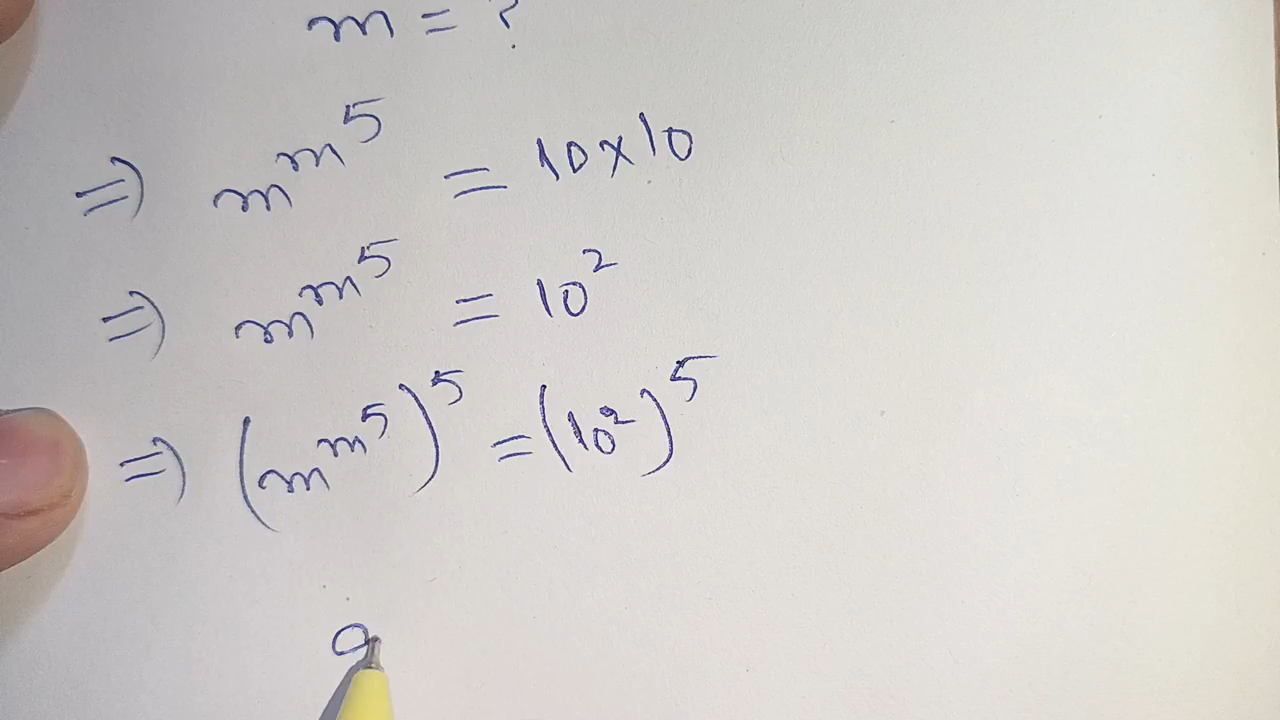 m = ?
⇒ m^{m^5} = 10×10
⇒ m^{m^5} = 10^2
⇒ (m^{m^5})^5 = (10^2)^5